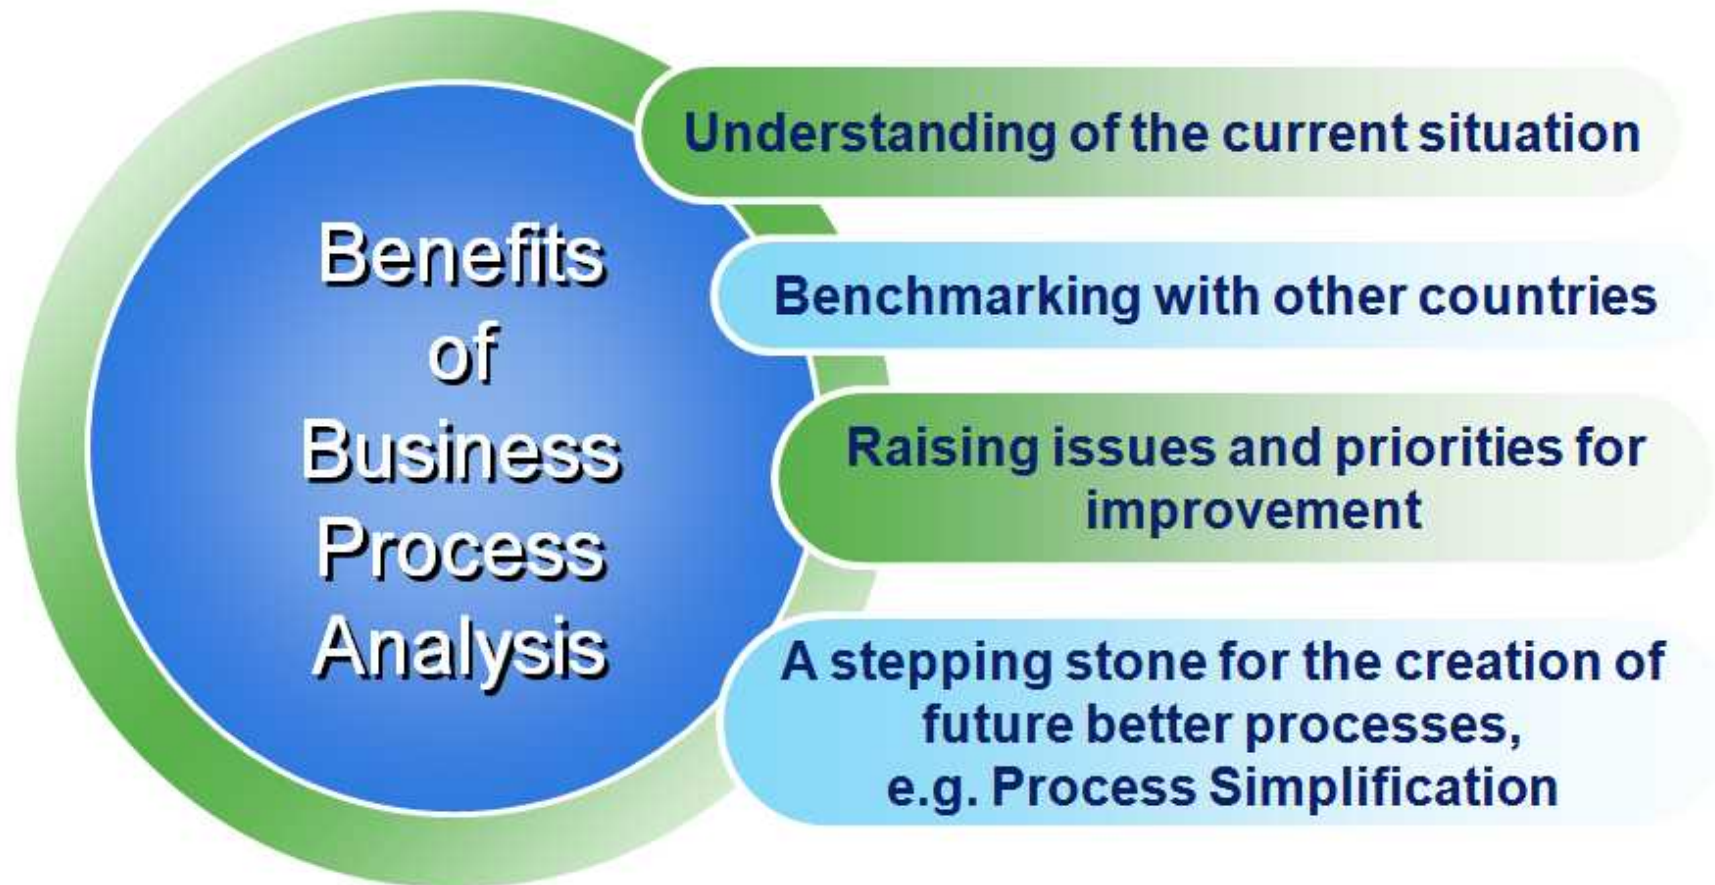 Benefits
of
Business
Process
Analysis
Understanding of the current situation
Benchmarking with other countries
Raising issues and priorities for
improvement
A stepping stone for the creation of
future better processes,
e.g. Process Simplification